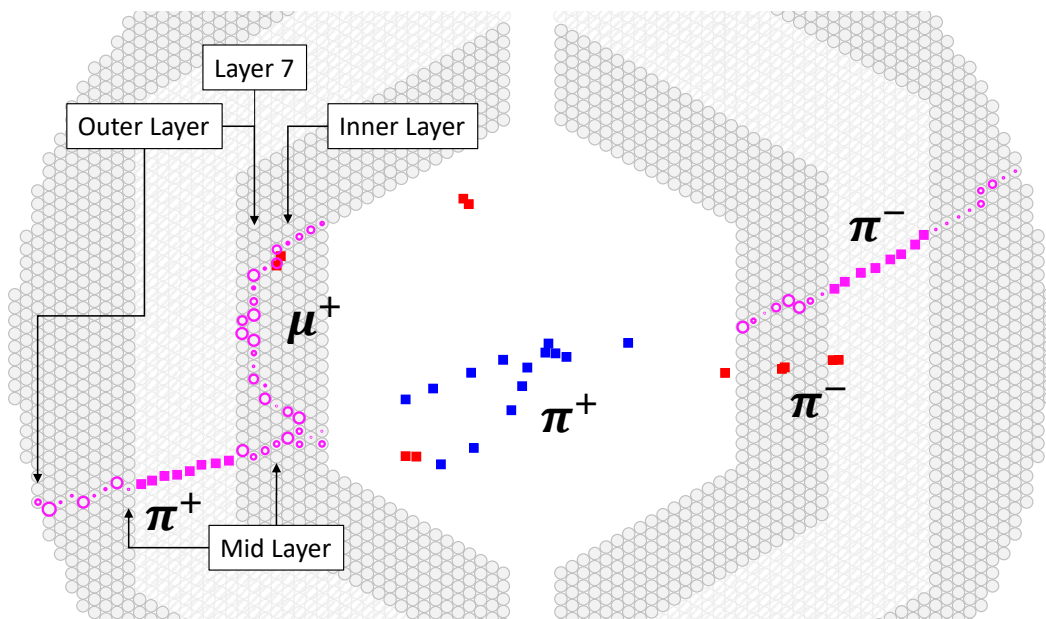 Layer 7
Outer Layer
Inner Layer
π⁻
μ⁺
π⁺
π⁻
π⁺
Mid Layer